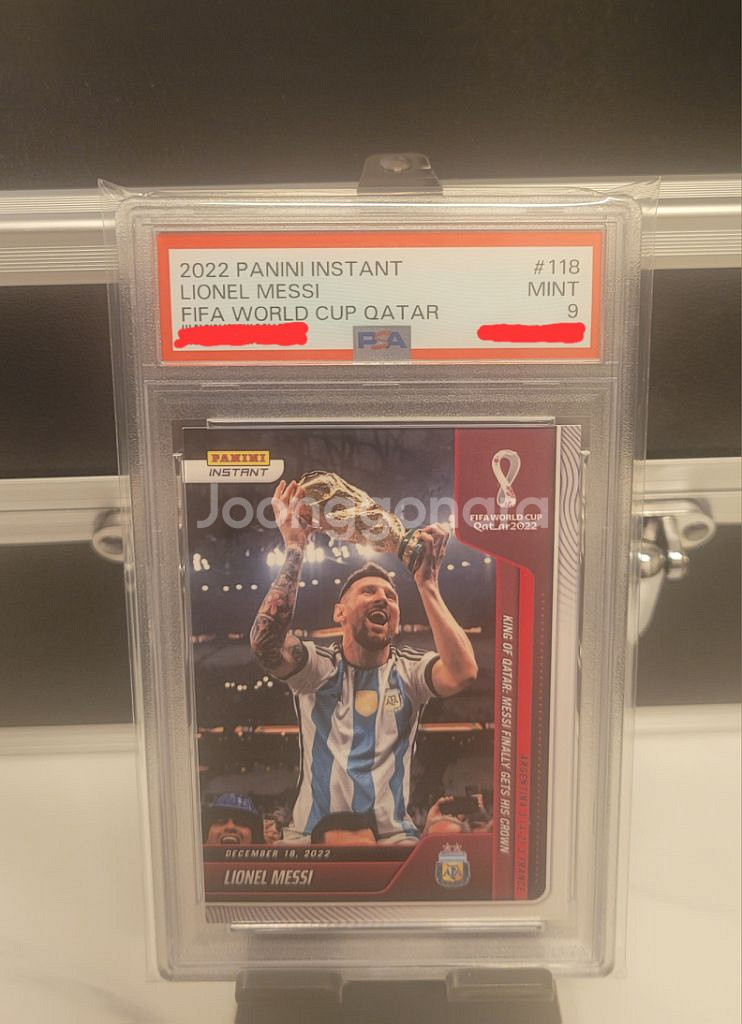 2022 PANINI INSTANT #118
LIONEL MESSI MINT
FIFA WORLD CUP QATAR 9
PSA
PANINI
INSTANT
FIFA WORLD CUP
Qatar2022
Joonggonara
KING OF QATAR: MESSI FINALLY GETS HIS CROWN
AFA
DECEMBER 18, 2022
LIONEL MESSI
AFA